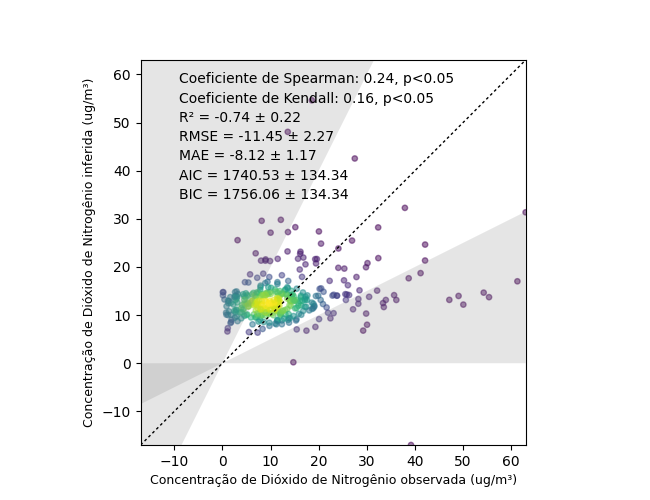 Coeficiente de Spearman: 0.24, p<0.05
Coeficiente de Kendall: 0.16, p<0.05
R² = -0.74 ± 0.22
RMSE = -11.45 ± 2.27
MAE = -8.12 ± 1.17
AIC = 1740.53 ± 134.34
BIC = 1756.06 ± 134.34
60
50
40
30
20
10
0
−10
Concentração de Dióxido de Nitrogênio inferida (ug/m³)
−10 0 10 20 30 40 50 60
Concentração de Dióxido de Nitrogênio observada (ug/m³)